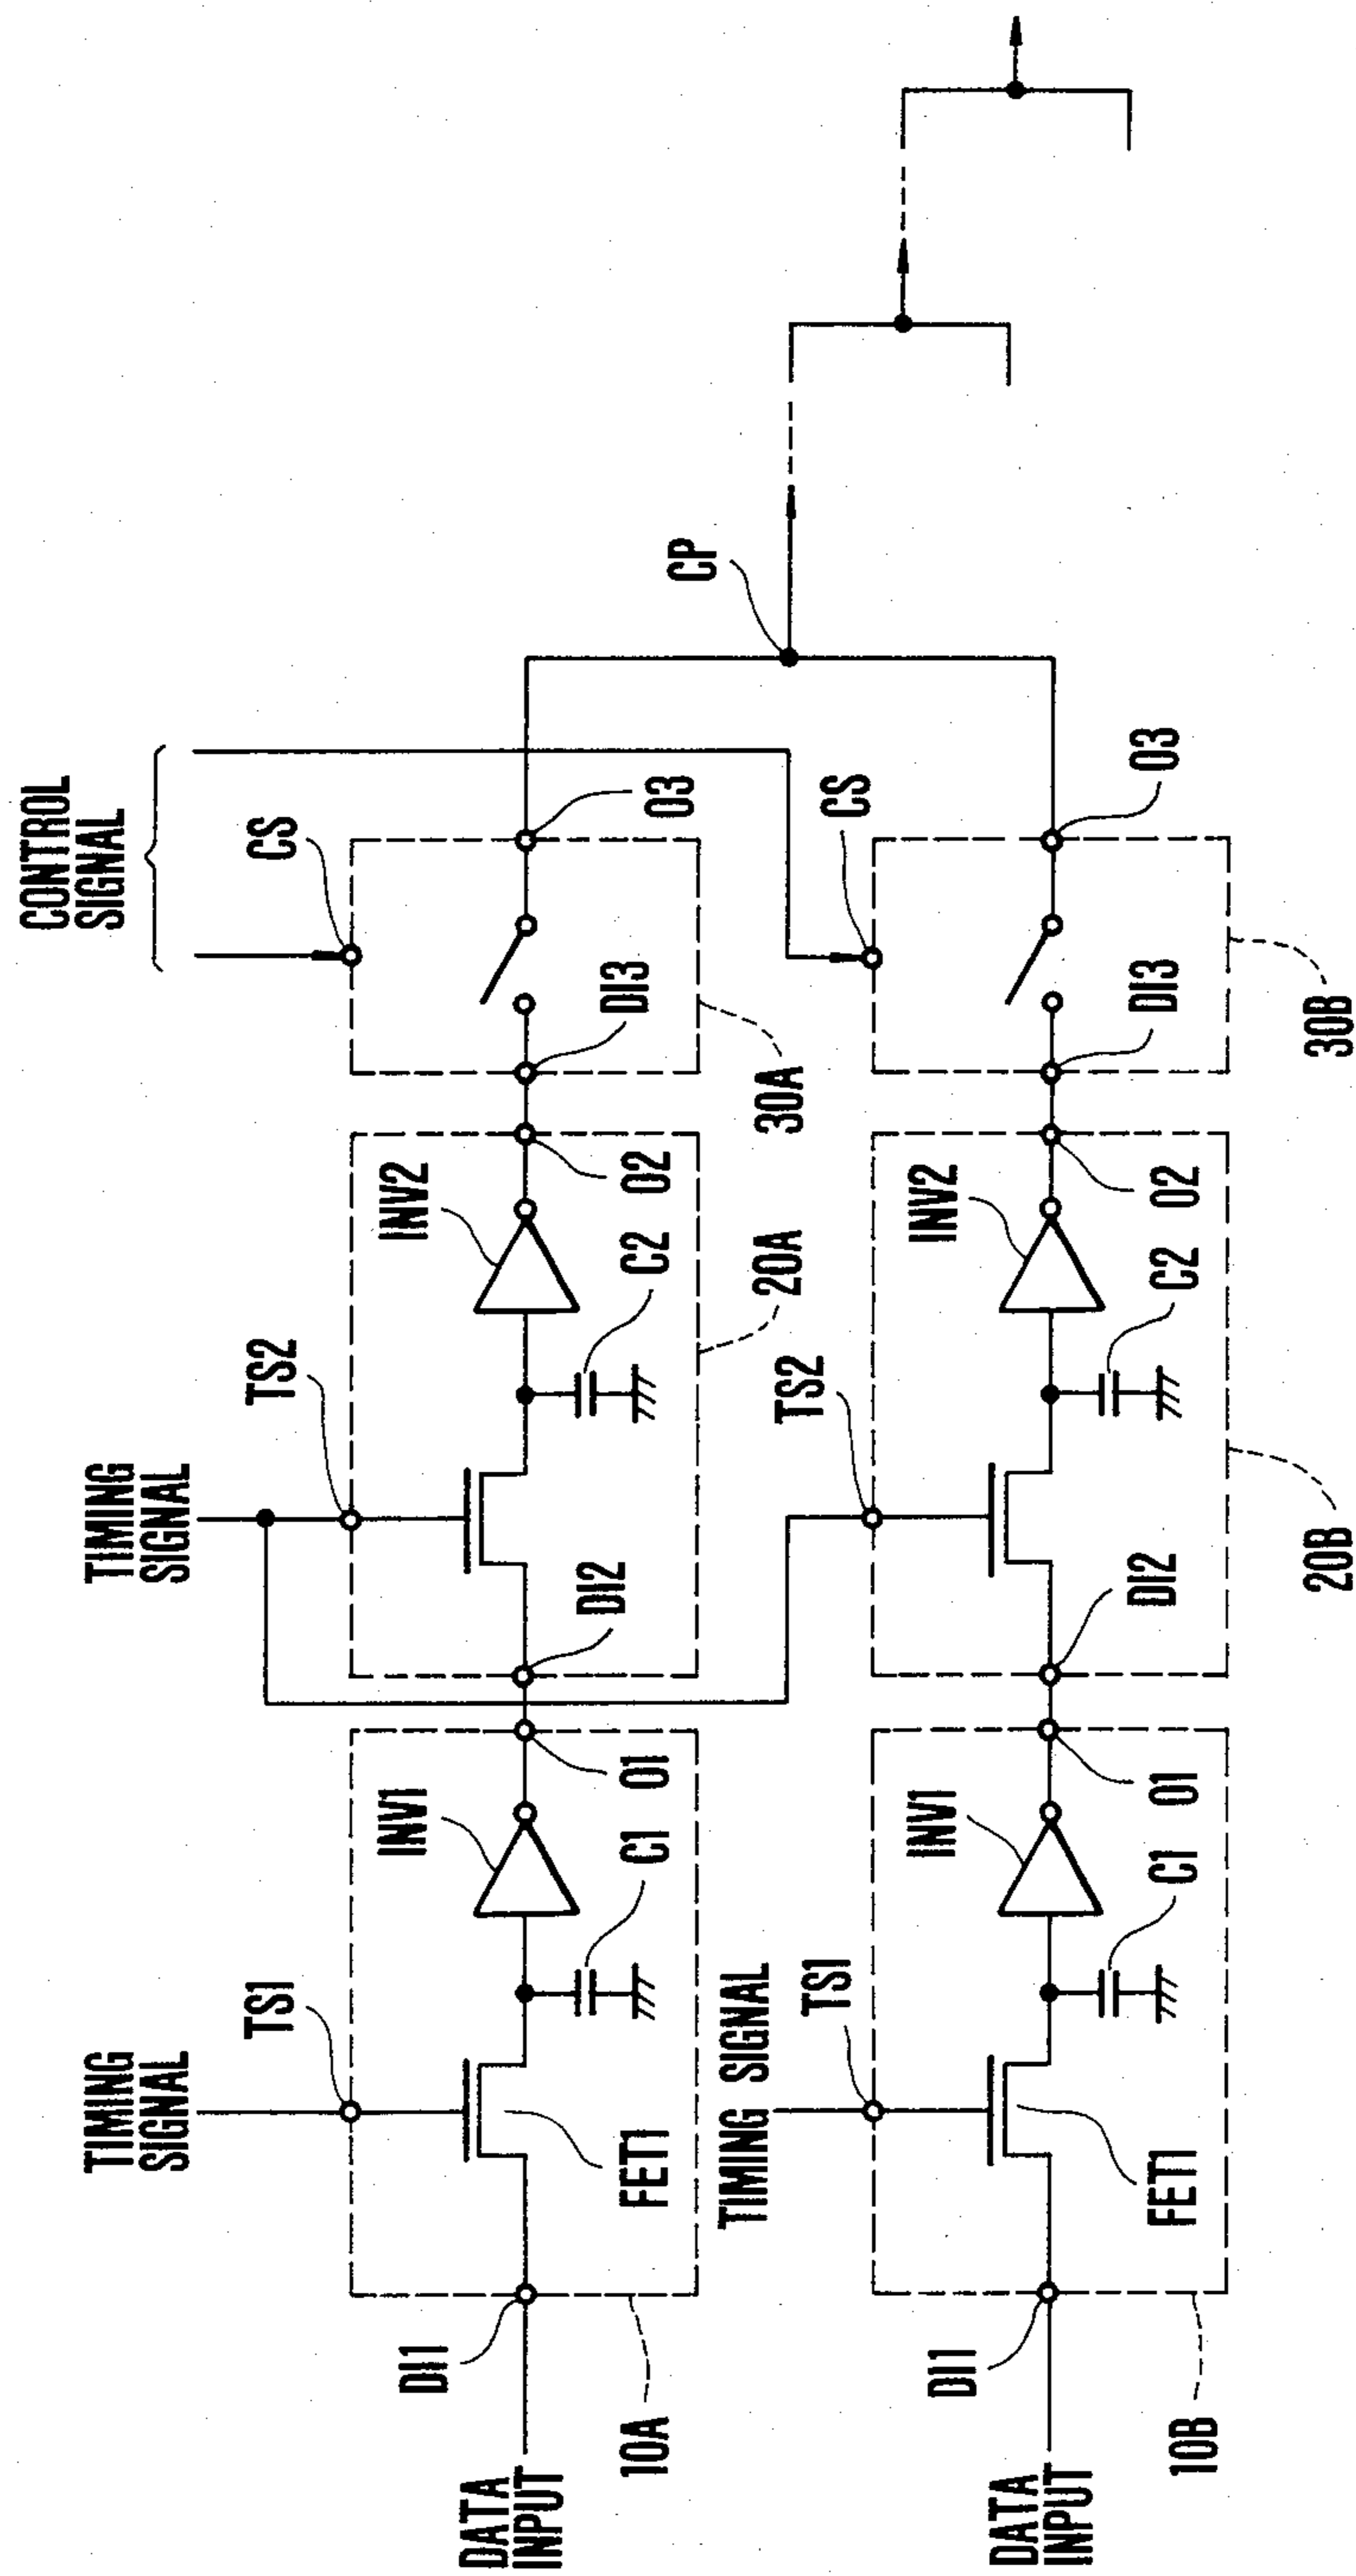 CONTROL
SIGNAL
TIMING
SIGNAL
TIMING
SIGNAL
TS1
TS2
CS
DI1
INV1
INV2
DATA
INPUT
DI2
DI3
10A
FET1
C1
O1
C2
O2
O3
CP
TIMING SIGNAL
20A
30A
TS1
TS2
CS
DI1
INV1
INV2
DATA
INPUT
DI2
DI3
O3
10B
FET1
C1
O1
C2
O2
20B
30B